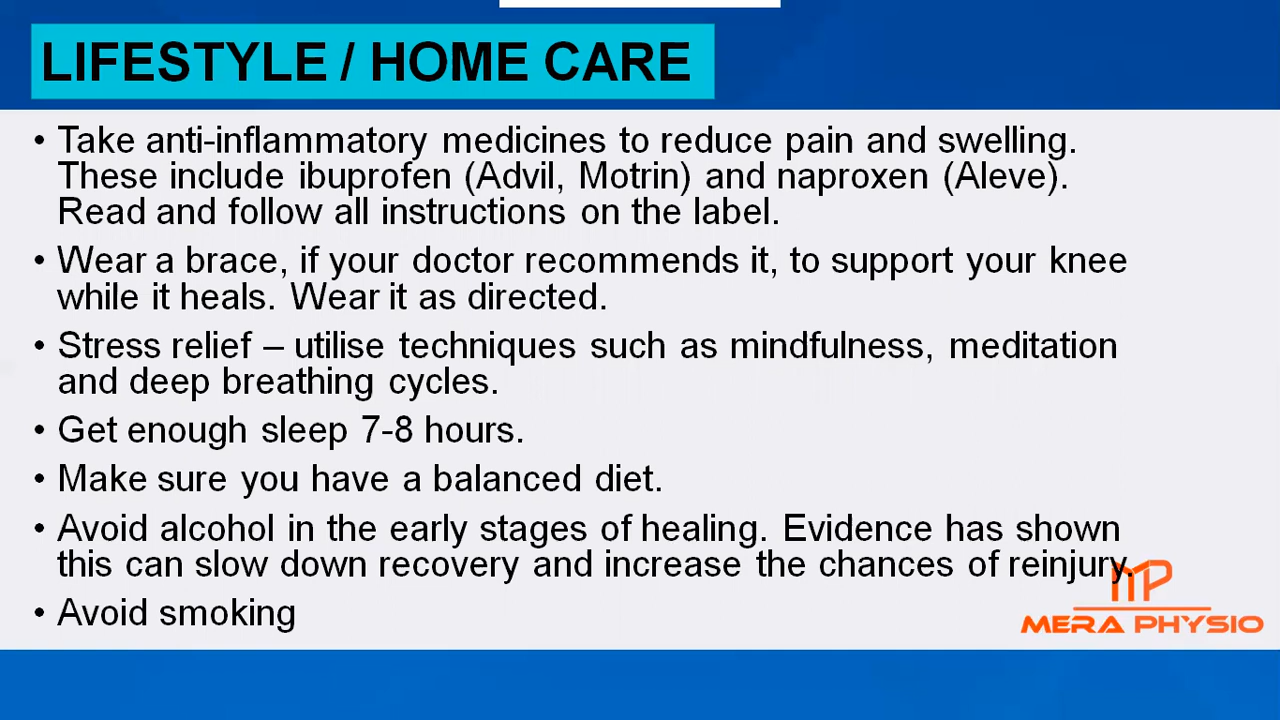 LIFESTYLE / HOME CARE
• Take anti-inflammatory medicines to reduce pain and swelling.
These include ibuprofen (Advil, Motrin) and naproxen (Aleve).
Read and follow all instructions on the label.
• Wear a brace, if your doctor recommends it, to support your knee
while it heals. Wear it as directed.
• Stress relief – utilise techniques such as mindfulness, meditation
and deep breathing cycles.
• Get enough sleep 7-8 hours.
• Make sure you have a balanced diet.
• Avoid alcohol in the early stages of healing. Evidence has shown
this can slow down recovery and increase the chances of reinjury.
• Avoid smoking
MP
MERA PHYSIO